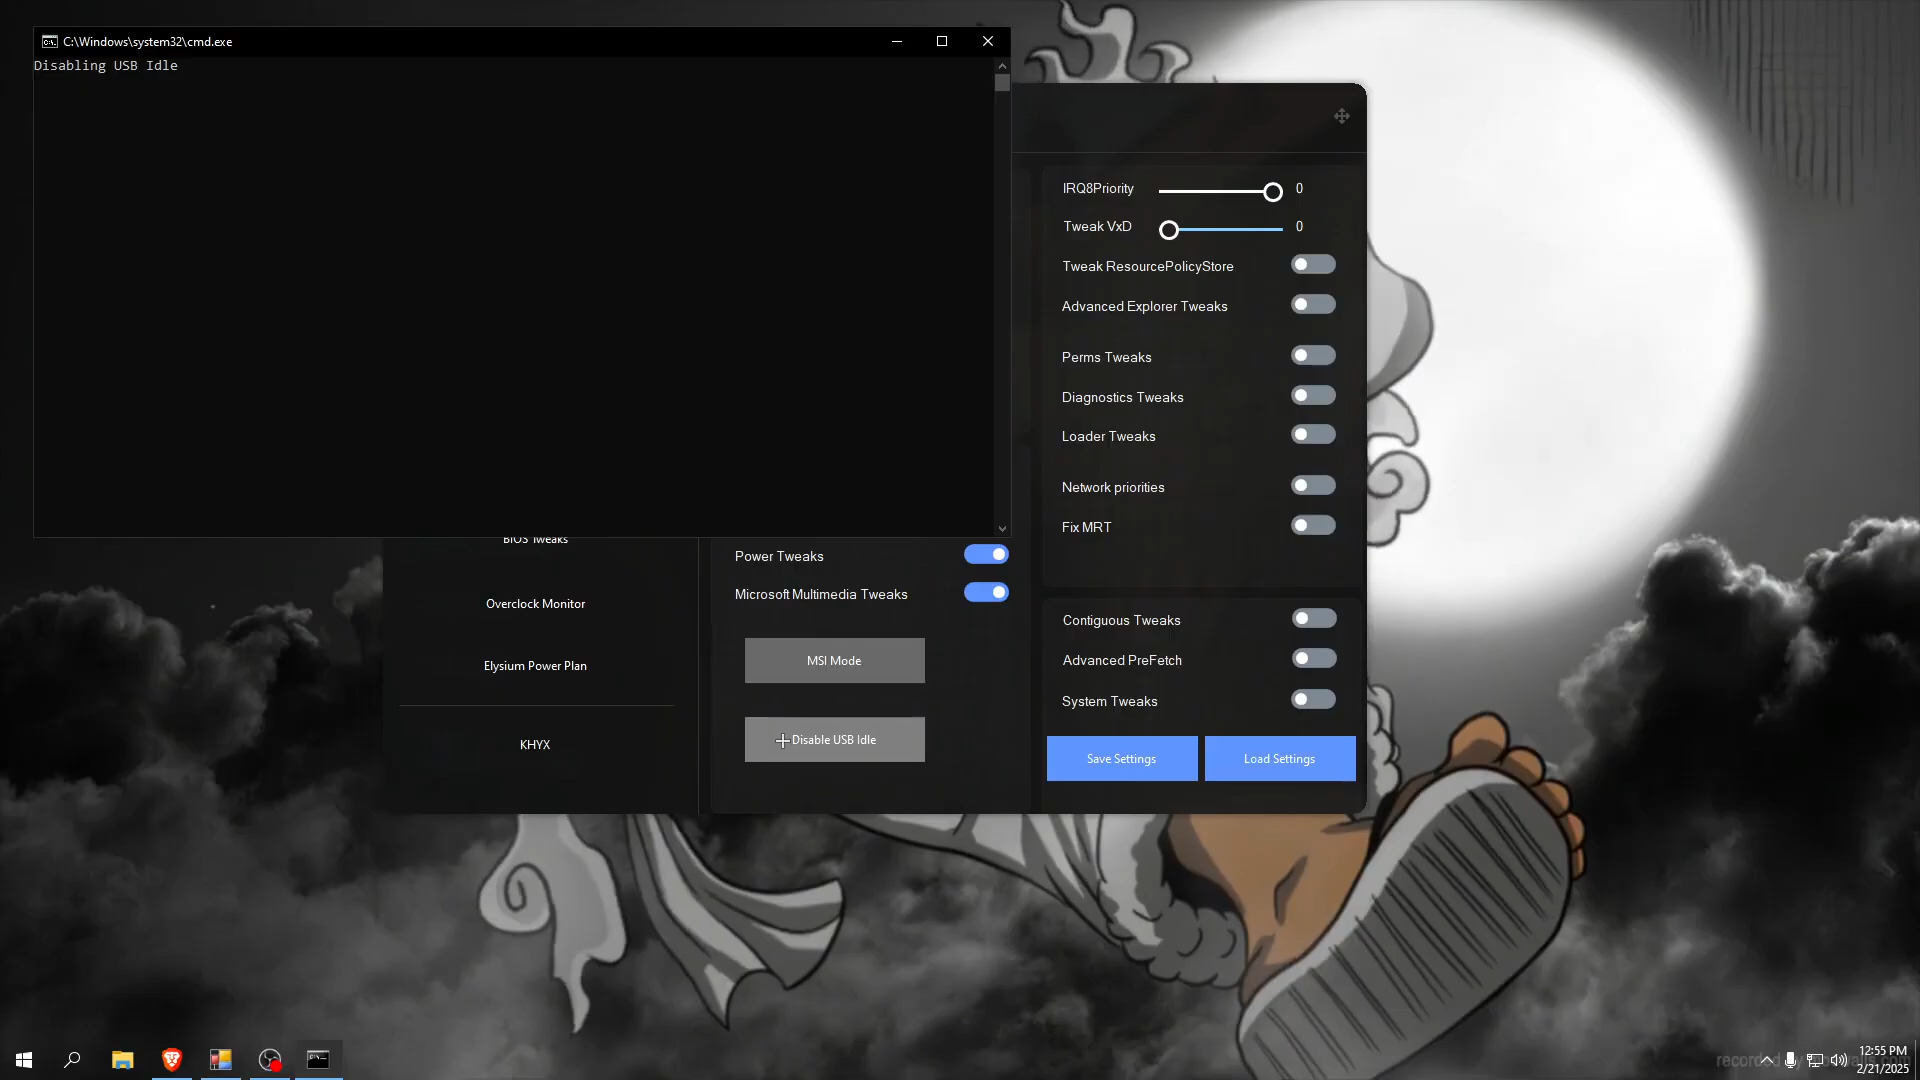 C:\Windows\system32\cmd.exe
Disabling USB Idle
IRQ8Priority 0
Tweak VxD 0
Tweak ResourcePolicyStore
Advanced Explorer Tweaks
Perms Tweaks
Diagnostics Tweaks
Loader Tweaks
Network priorities
Fix MRT
BIOS Tweaks
Overclock Monitor
Elysium Power Plan
KHYX
Power Tweaks
Microsoft Multimedia Tweaks
MSI Mode
Disable USB Idle
Contiguous Tweaks
Advanced PreFetch
System Tweaks
Save Settings
Load Settings
12:55 PM
2/21/2025